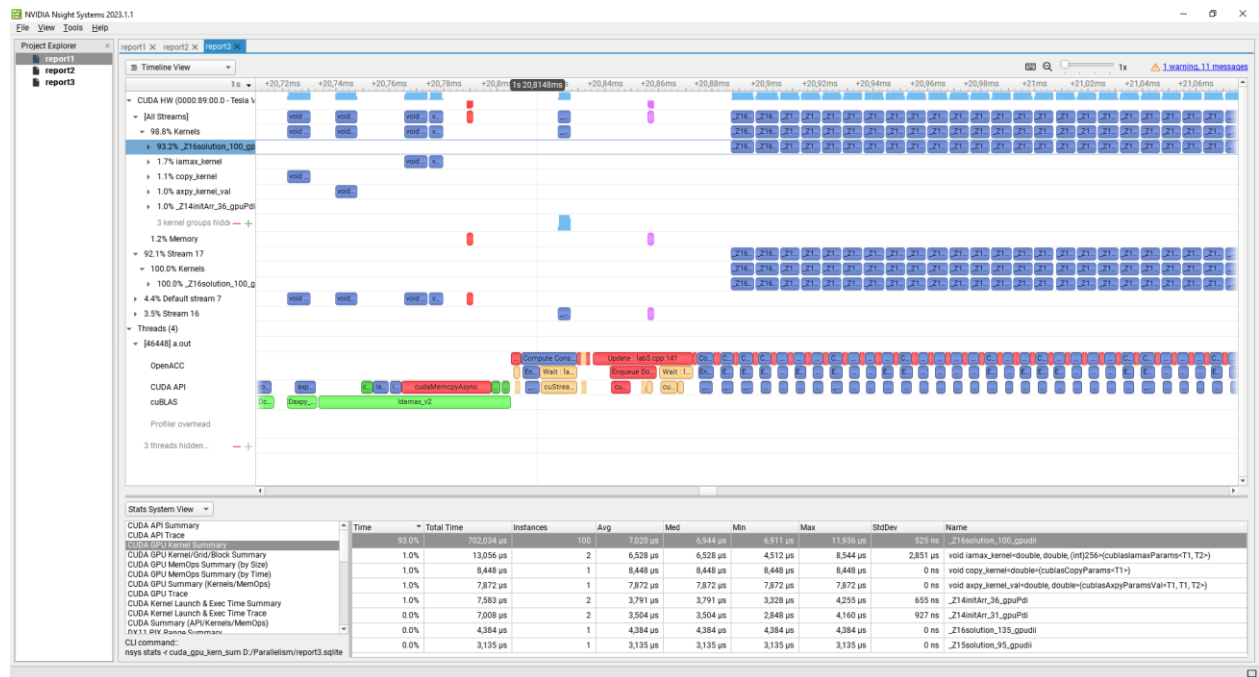 NVIDIA Nsight Systems 2023.1.1
File View Tools Help
Project Explorer
report1
report2
report3
report1 report2 report3
Timeline View
1x
1 warning, 11 messages
1s +20,72ms +20,74ms +20,76ms +20,78ms +20,8ms 1s 20,8148ms +20,84ms +20,86ms +20,88ms +20,9ms +20,92ms +20,94ms +20,96ms +20,98ms +21ms +21,02ms +21,04ms +21,06ms
CUDA HW (0000:89:00.0 - Tesla V
[All Streams]
98.8% Kernels
93.2% _Z16solution_100_gp
1.7% iamax_kernel
1.1% copy_kernel
1.0% axpy_kernel_val
1.0% _Z14initArr_36_gpuPdi
3 kernel groups hidd
1.2% Memory
92.1% Stream 17
100.0% Kernels
100.0% _Z16solution_100_g
4.4% Default stream 7
3.5% Stream 16
Threads (4)
[46448] a.out
OpenACC
Compute Cons... Update : lab3.cpp:141
En... Wait : la... Enqueue Do... Wait : l...
CUDA API
cudaMemcpyAsync cuStrea... cu...
cuBLAS
Daxpy_... Idamax_v2
Profiler overhead
3 threads hidden...
Stats System View
CUDA API Summary
CUDA API Trace
CUDA GPU Kernel Summary
CUDA GPU Kernel/Grid/Block Summary
CUDA GPU MemOps Summary (by Size)
CUDA GPU MemOps Summary (by Time)
CUDA GPU Summary (Kernels/MemOps)
CUDA GPU Trace
CUDA Kernel Launch & Exec Time Summary
CUDA Kernel Launch & Exec Time Trace
CUDA Summary (API/Kernels/MemOps)
DX11 PIX Range Summary
CLI command::
nsys stats -r cuda_gpu_kern_sum D:/Parallelism/report3.sqlite
Time Total Time Instances Avg Med Min Max StdDev Name
93.0% 702,034 μs 100 7,020 μs 6,944 μs 6,911 μs 11,936 μs 525 ns _Z16solution_100_gpudii
1.0% 13,056 μs 2 6,528 μs 6,528 μs 4,512 μs 8,544 μs 2,851 μs void iamax_kernel<double, double, (int)256>(cublasIamaxParams<T1, T2>)
1.0% 8,448 μs 1 8,448 μs 8,448 μs 8,448 μs 8,448 μs 0 ns void copy_kernel<double>(cublasCopyParams<T1>)
1.0% 7,872 μs 1 7,872 μs 7,872 μs 7,872 μs 7,872 μs 0 ns void axpy_kernel_val<double, double>(cublasAxpyParamsVal<T1, T1, T2>)
1.0% 7,583 μs 2 3,791 μs 3,791 μs 3,328 μs 4,255 μs 655 ns _Z14initArr_36_gpuPdi
0.0% 7,008 μs 2 3,504 μs 3,504 μs 2,848 μs 4,160 μs 927 ns _Z14initArr_31_gpuPdi
0.0% 4,384 μs 1 4,384 μs 4,384 μs 4,384 μs 4,384 μs 0 ns _Z16solution_135_gpudii
0.0% 3,135 μs 1 3,135 μs 3,135 μs 3,135 μs 3,135 μs 0 ns _Z15solution_95_gpudii